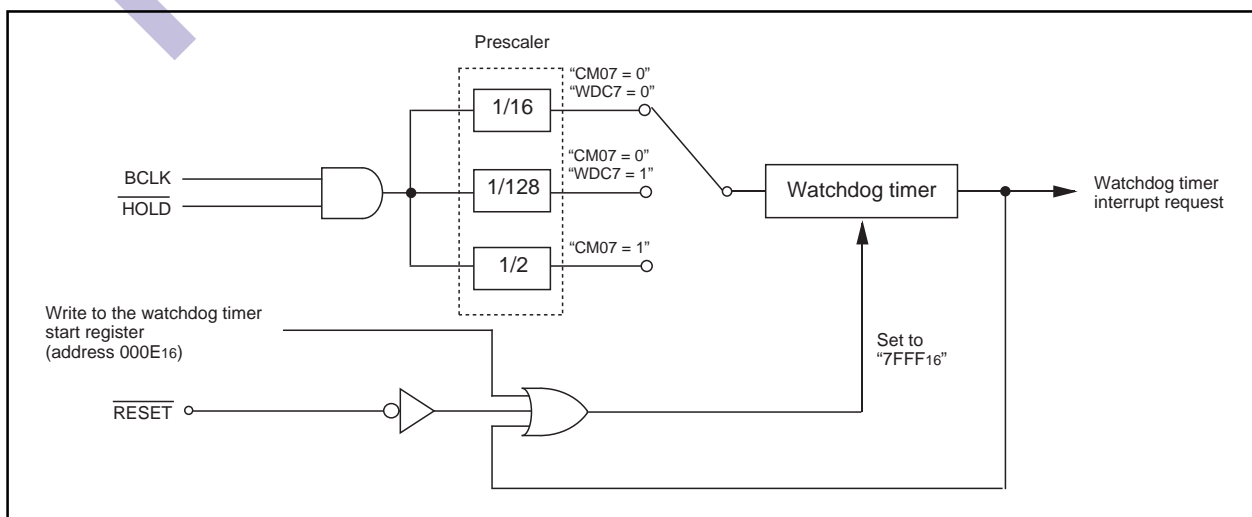 Prescaler
“CM07 = 0”
“WDC7 = 0”
1/16
“CM07 = 0”
“WDC7 = 1”
BCLK
HOLD
1/128
Watchdog timer
Watchdog timer
interrupt request
“CM07 = 1”
1/2
Write to the watchdog timer
start register
(address 000E16)
Set to
“7FFF16”
RESET